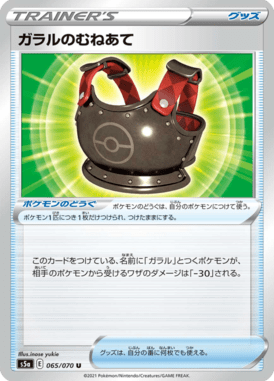 TRAINER'S
グッズ
ガラルのむねあて
ポケモンのどうぐ
ポケモンのどうぐは、自分のポケモンにつけて使う。
ポケモン1匹につき1枚だけつけられ、つけたままにする。
このカードをつけている、名前に「ガラル」とつくポケモンが、
相手のポケモンから受けるワザのダメージは「-30」される。
Illus.inose yukie
s5a E 065/070 U
グッズは、自分の番に何枚でも使える。
©2021 Pokémon/Nintendo/Creatures/GAME FREAK.